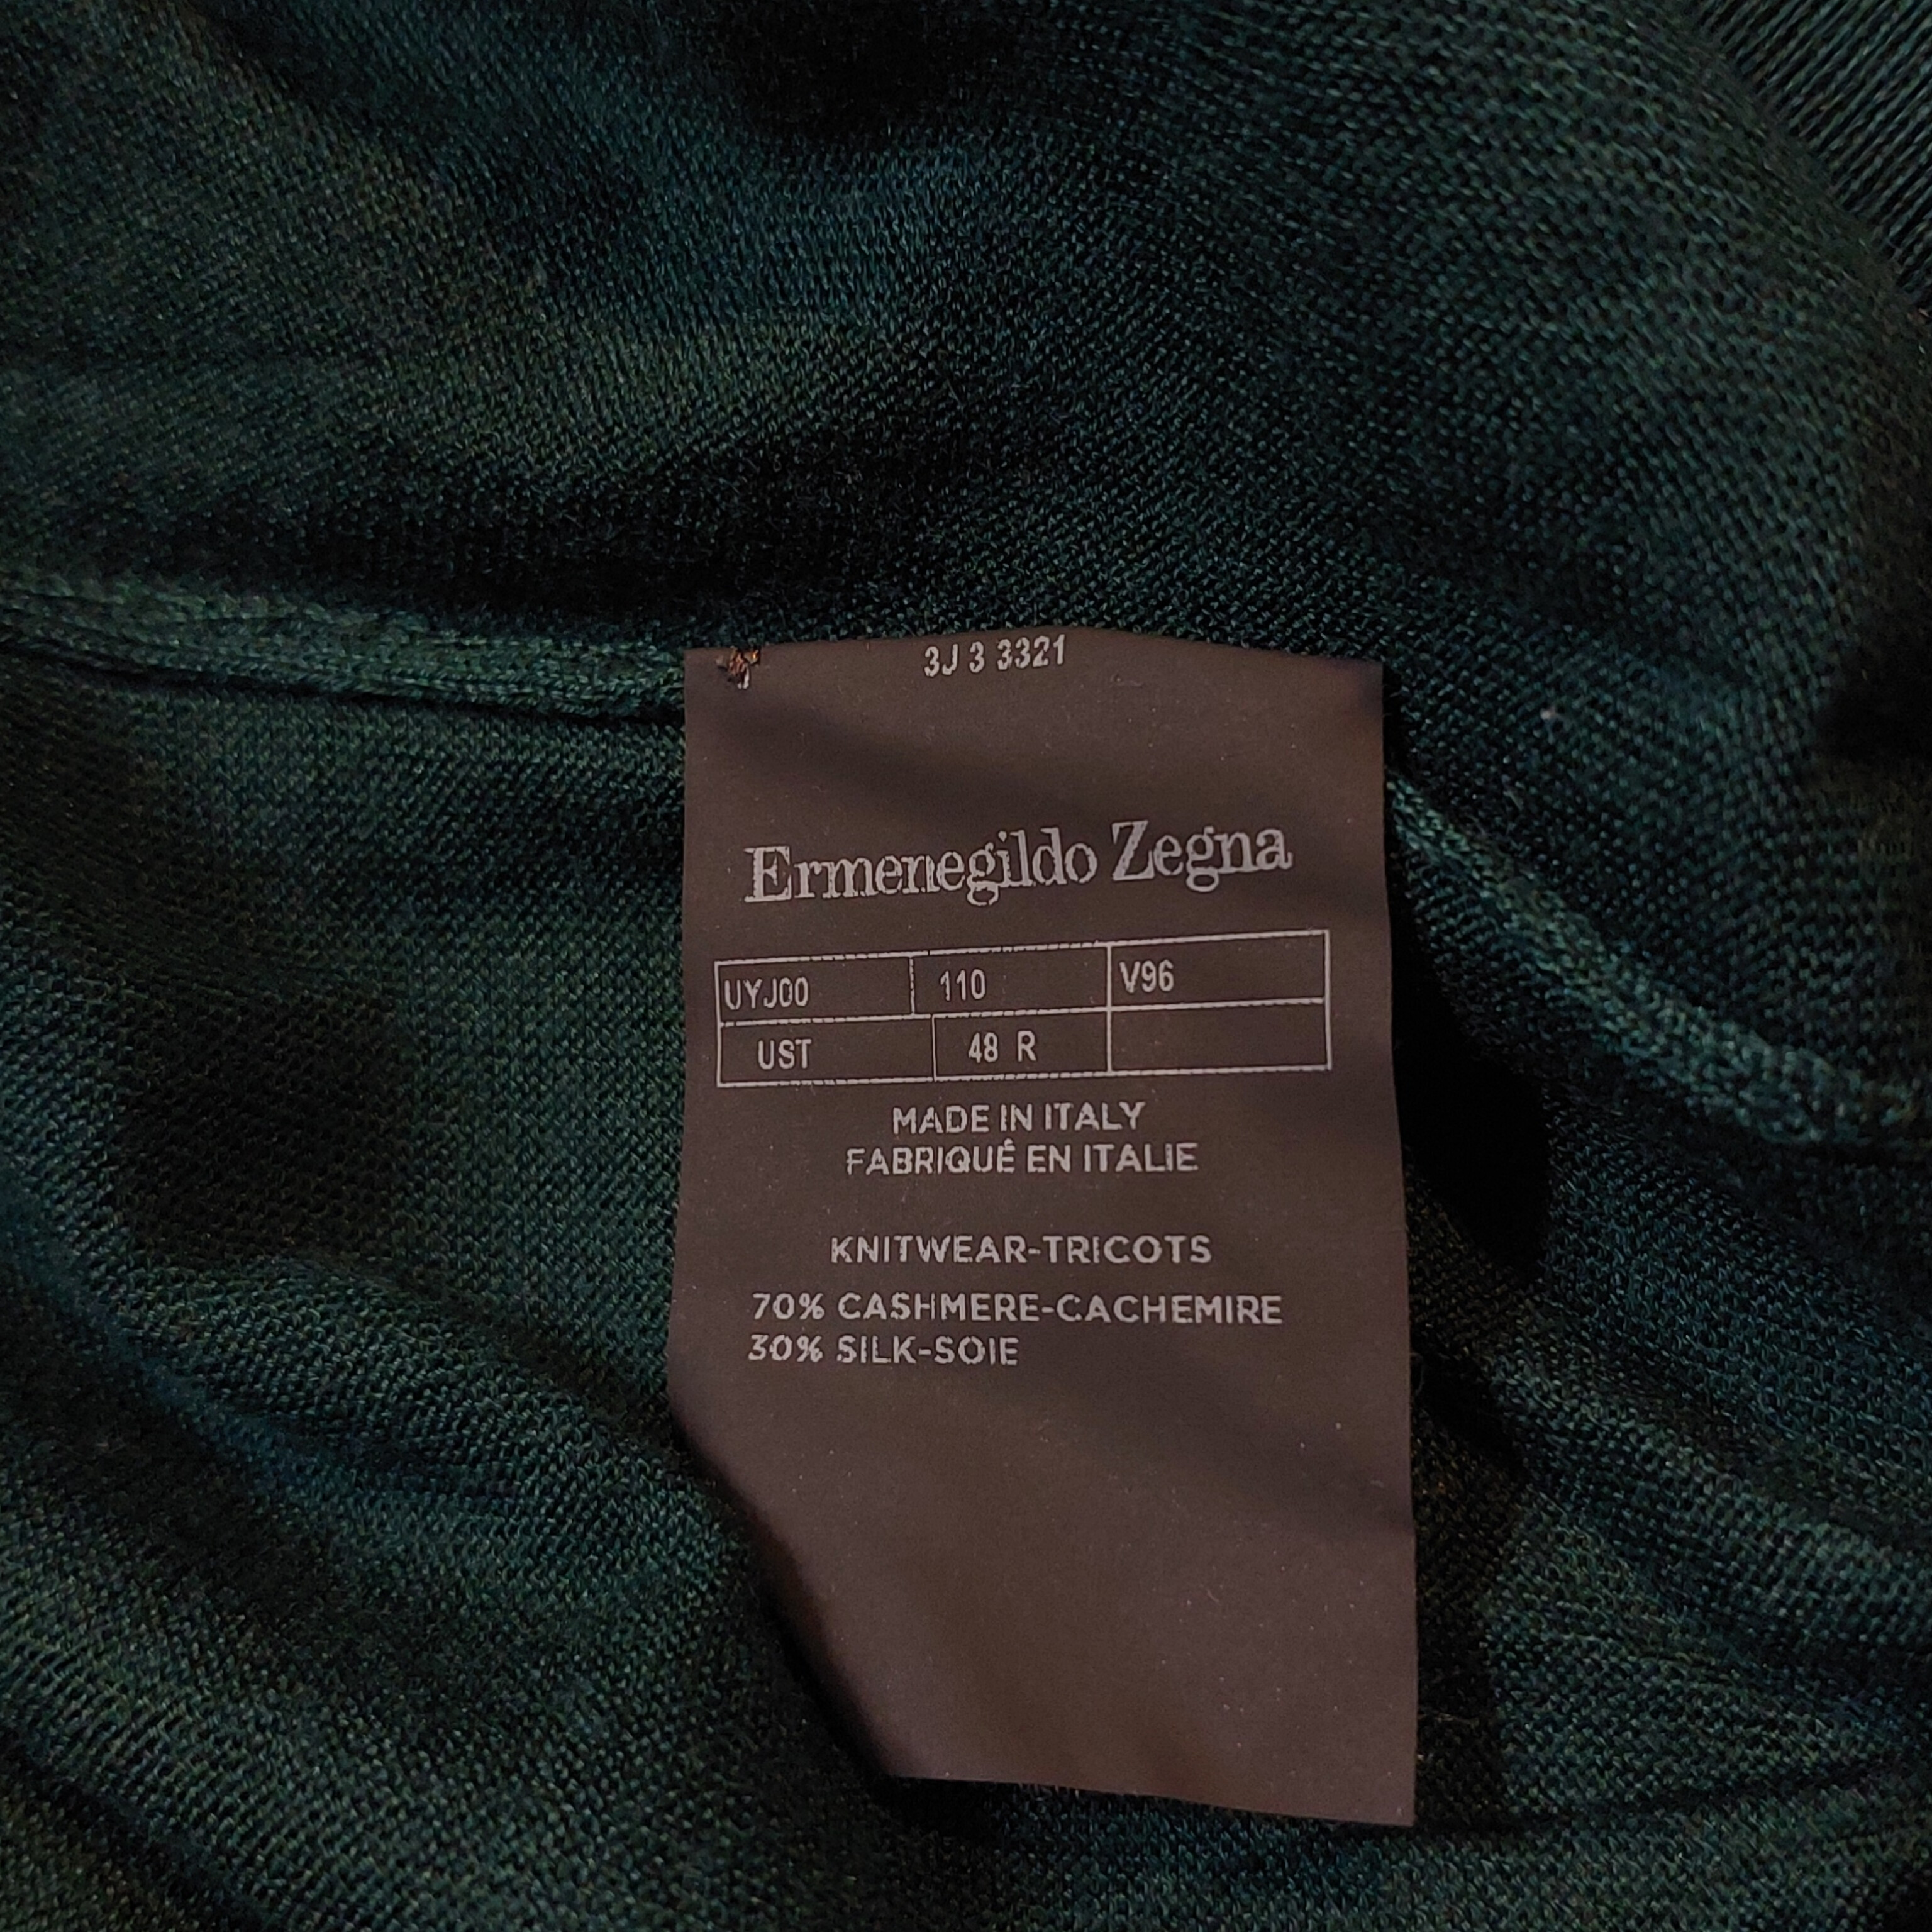 3J 3 3321
Ermenegildo Zegna
UYJ00 110 V96
UST 48 R
MADE IN ITALY
FABRIQUÉ EN ITALIE
KNITWEAR-TRICOTS
70% CASHMERE-CACHEMIRE
30% SILK-SOIE